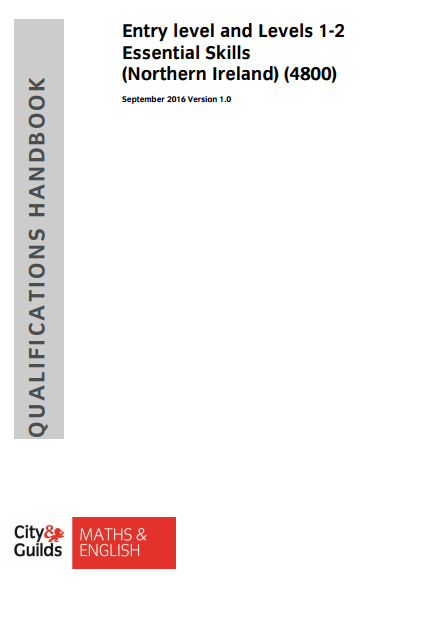 Entry level and Levels 1-2
Essential Skills
(Northern Ireland) (4800)
September 2016 Version 1.0
QUALIFICATIONS HANDBOOK
City&
Guilds
MATHS &
ENGLISH